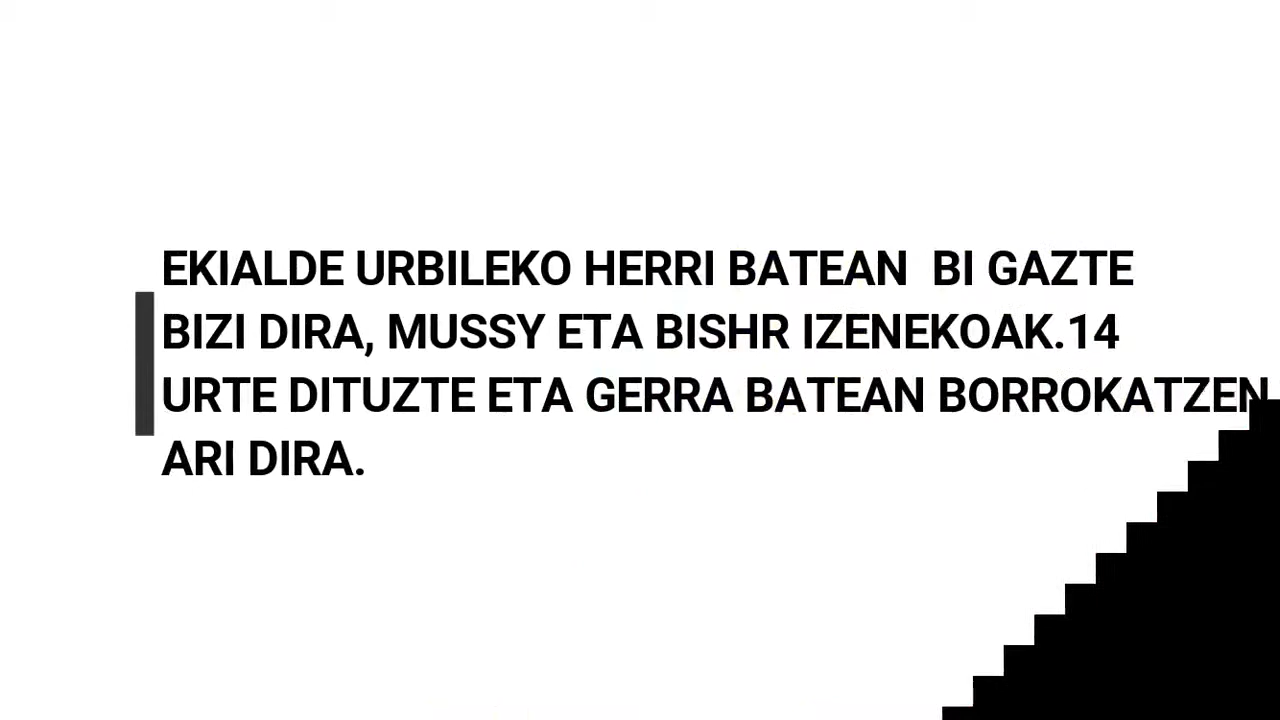 EKIALDE URBILEKO HERRI BATEAN  BI GAZTE
BIZI DIRA, MUSSY ETA BISHR IZENEKOAK.14
URTE DITUZTE ETA GERRA BATEAN BORROKATZEN
ARI DIRA.